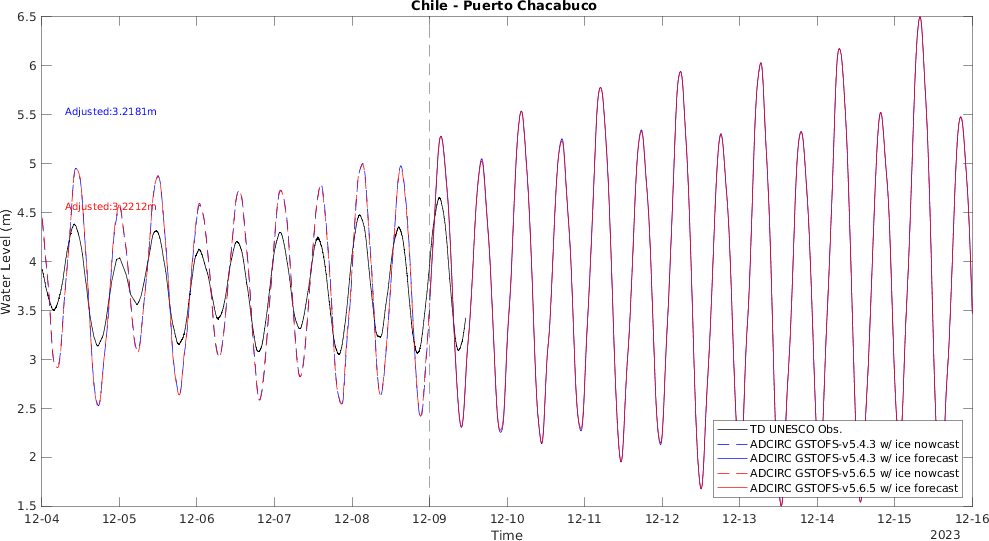 Chile - Puerto Chacabuco
6.5
6
5.5
5
4.5
4
3.5
3
2.5
2
1.5
Water Level (m)
Adjusted:3.2181m
Adjusted:3.2212m
TD UNESCO Obs.
ADCIRC GSTOFS-v5.4.3 w/ ice nowcast
ADCIRC GSTOFS-v5.4.3 w/ ice forecast
ADCIRC GSTOFS-v5.6.5 w/ ice nowcast
ADCIRC GSTOFS-v5.6.5 w/ ice forecast
12-04 12-05 12-06 12-07 12-08 12-09 12-10 12-11 12-12 12-13 12-14 12-15 12-16
Time
2023